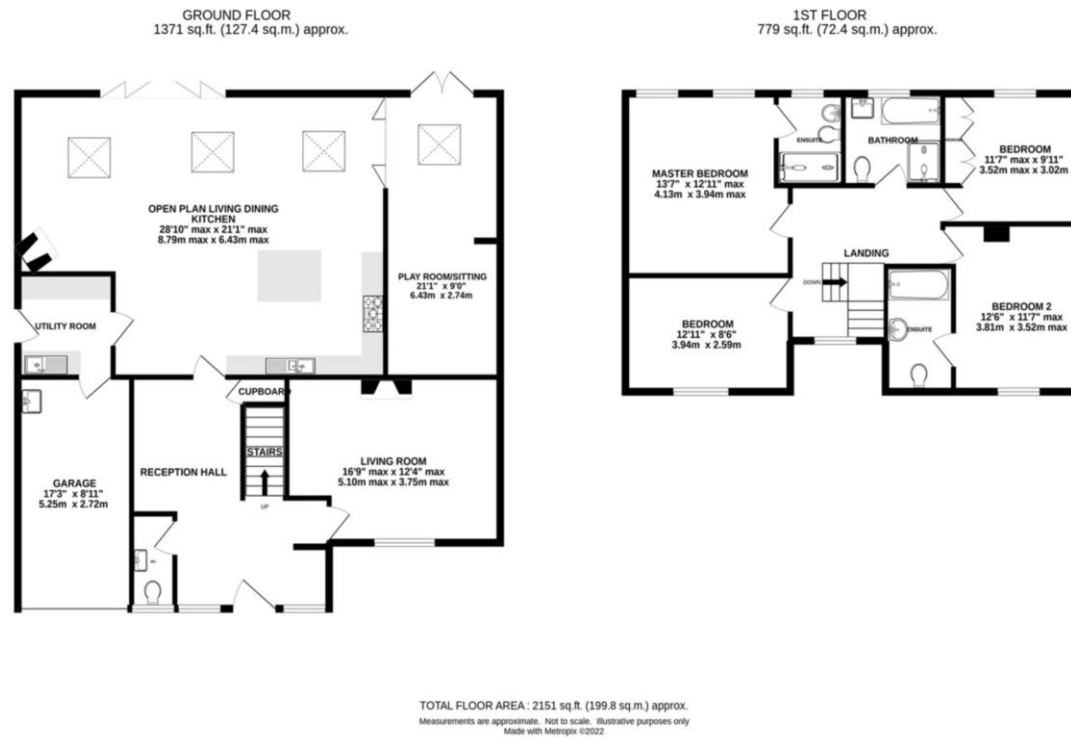 GROUND FLOOR
1371 sq.ft. (127.4 sq.m.) approx.
1ST FLOOR
779 sq.ft. (72.4 sq.m.) approx.
OPEN PLAN LIVING DINING
KITCHEN
28'10" max x 21'1" max
8.79m max x 6.43m max
PLAY ROOM/SITTING
21'1" x 9'0"
6.43m x 2.74m
UTILITY ROOM
CUPBOARD
STAIRS
UP
RECEPTION HALL
LIVING ROOM
16'9" max x 12'4" max
5.10m max x 3.75m max
GARAGE
17'3" x 8'11"
5.25m x 2.72m
WC
MASTER BEDROOM
13'7" x 12'11" max
4.13m x 3.94m max
ENSUITE
BATHROOM
BEDROOM
11'7" max x 9'11"
3.52m max x 3.02m
LANDING
DOWN
BEDROOM
12'11" x 8'6"
3.94m x 2.59m
ENSUITE
BEDROOM 2
12'6" x 11'7" max
3.81m x 3.52m max
TOTAL FLOOR AREA : 2151 sq.ft. (199.8 sq.m.) approx.
Measurements are approximate. Not to scale. Illustrative purposes only
Made with Metropix ©2022